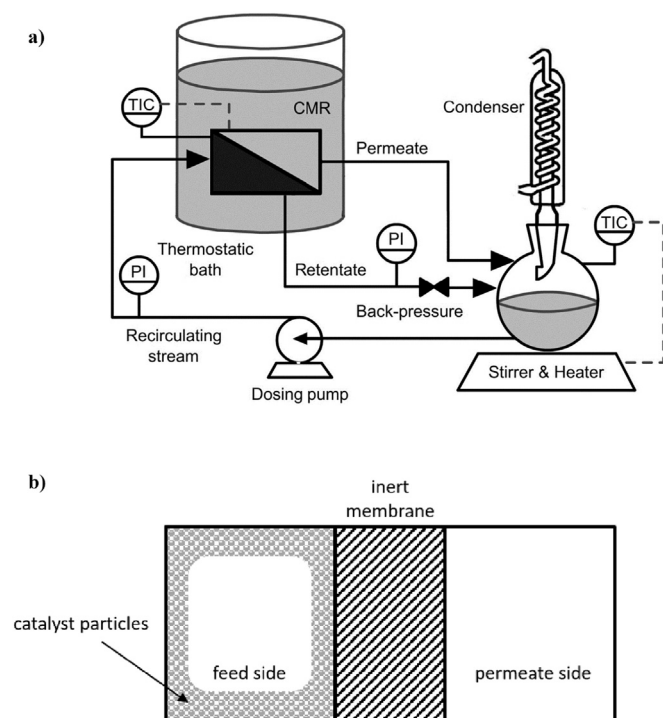 a)
TIC
CMR
Condenser
Permeate
TIC
Thermostatic
bath
PI
Retentate
PI
Back-pressure
Recirculating
stream
Dosing pump
Stirrer & Heater
b)
inert
membrane
catalyst particles
feed side
permeate side